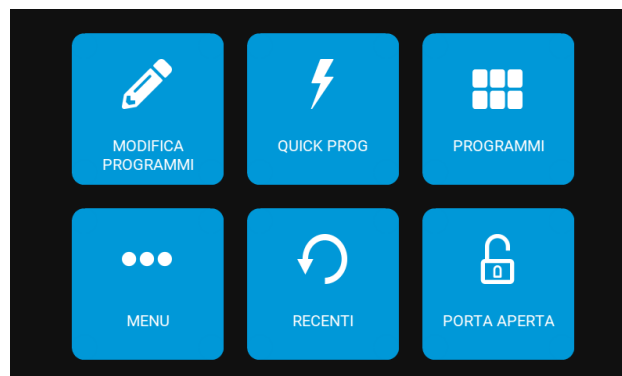 MODIFICA
PROGRAMMI
QUICK PROG
PROGRAMMI
MENU
RECENTI
PORTA APERTA